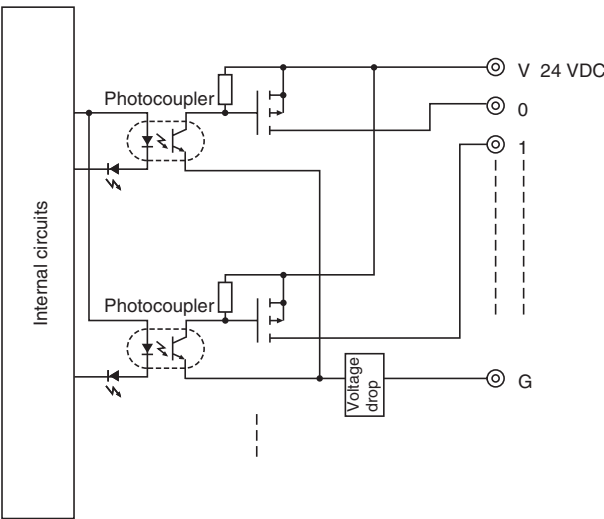 V 24 VDC
Photocoupler
0
1
Internal circuits
Photocoupler
Voltage
drop
G